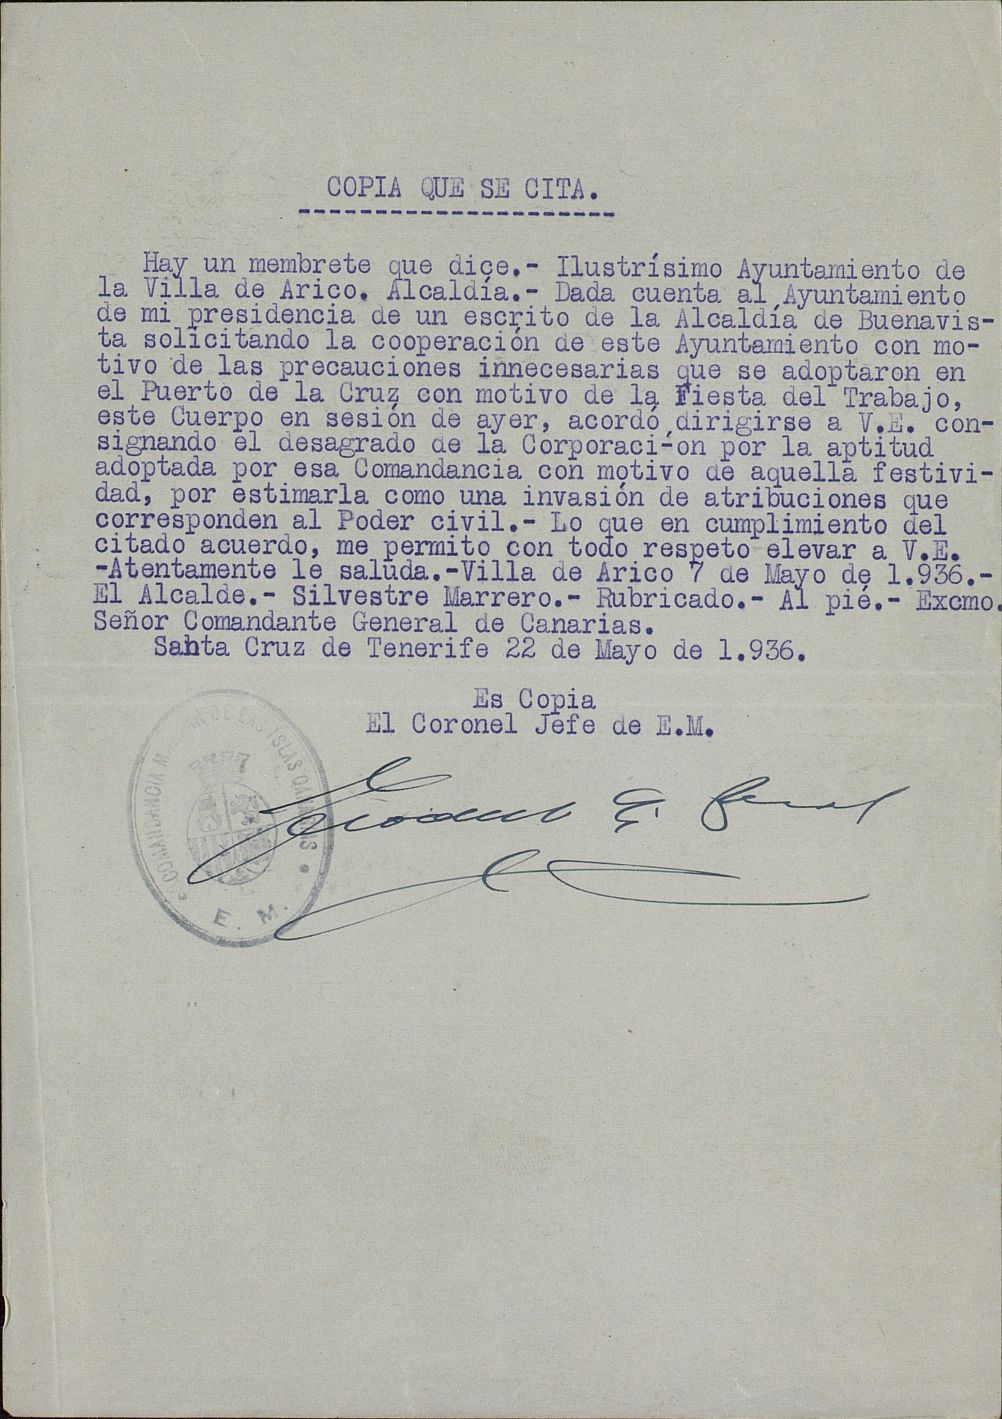 COPIA QUE SE CITA.
Hay un membrete que dice.- Ilustrísimo Ayuntamiento de
la Villa de Arico. Alcaldía.- Dada cuenta al Ayuntamiento
de mi presidencia de un escrito de la Alcaldía de Buenavis-
ta solicitando la cooperación de este Ayuntamiento con mo-
tivo de las precauciones innecesarias que se adoptaron en
el Puerto de la Cruz con motivo de la Fiesta del Trabajo,
este Cuerpo en sesión de ayer, acordó dirigirse a V.E. con-
signando el desagrado de la Corporaci-on por la aptitud
adoptada por esa Comandancia con motivo de aquella festivi-
dad, por estimarla como una invasión de atribuciones que
corresponden al Poder civil.- Lo que en cumplimiento del
citado acuerdo, me permito con todo respeto elevar a V.E.
-Atentamente le saluda.-Villa de Arico 7 de Mayo de 1.936.-
El Alcalde.- Silvestre Marrero.- Rubricado.- Al pié.- Excmo.
Señor Comandante General de Canarias.
Santa Cruz de Tenerife 22 de Mayo de 1.936.
Es Copia
El Coronel Jefe de E.M.
COMANDANCIA DE LAS ISLAS CANARIAS
E. M.